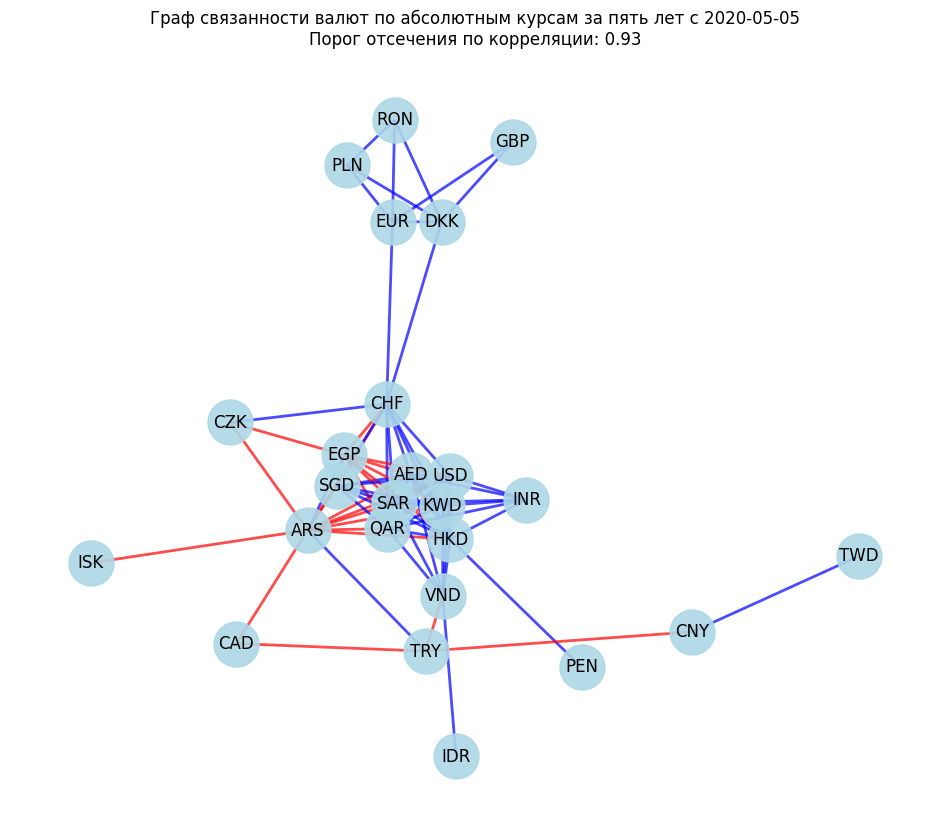 Граф связанности валют по абсолютным курсам за пять лет с 2020-05-05
Порог отсечения по корреляции: 0.93
RON
GBP
PLN
EUR
DKK
CHF
CZK
EGP
AED
USD
SGD
SAR
KWD
INR
ARS
QAR
HKD
ISK
TWD
VND
CNY
CAD
TRY
PEN
IDR